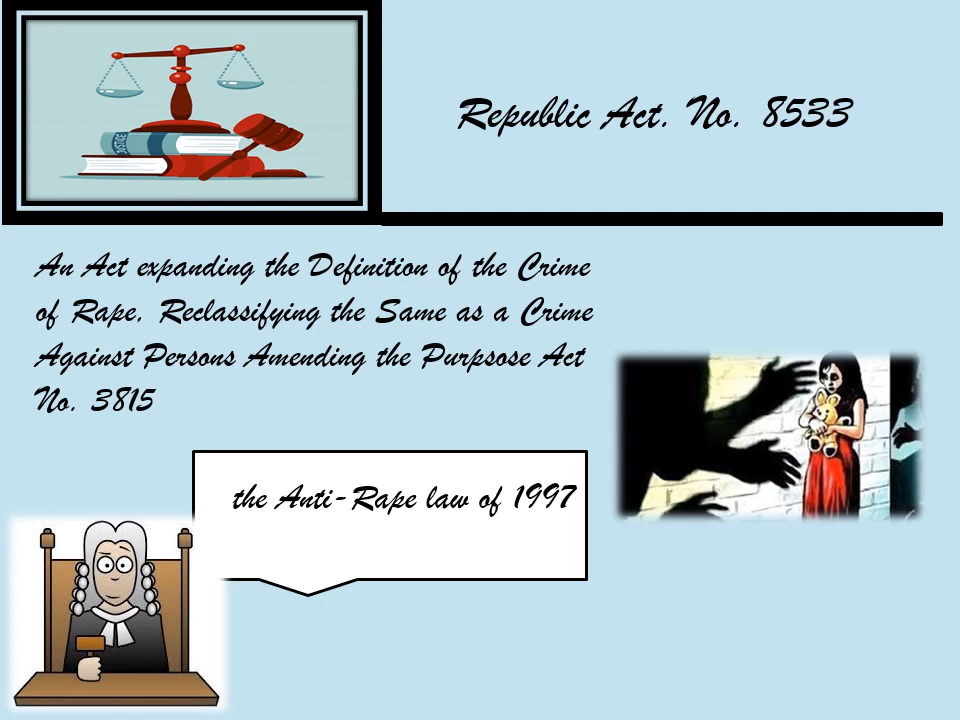 Republic Act. No. 8533
An Act expanding the Definition of the Crime
of Rape, Reclassifying the Same as a Crime
Against Persons Amending the Purpsose Act
No. 3815
the Anti-Rape law of 1997